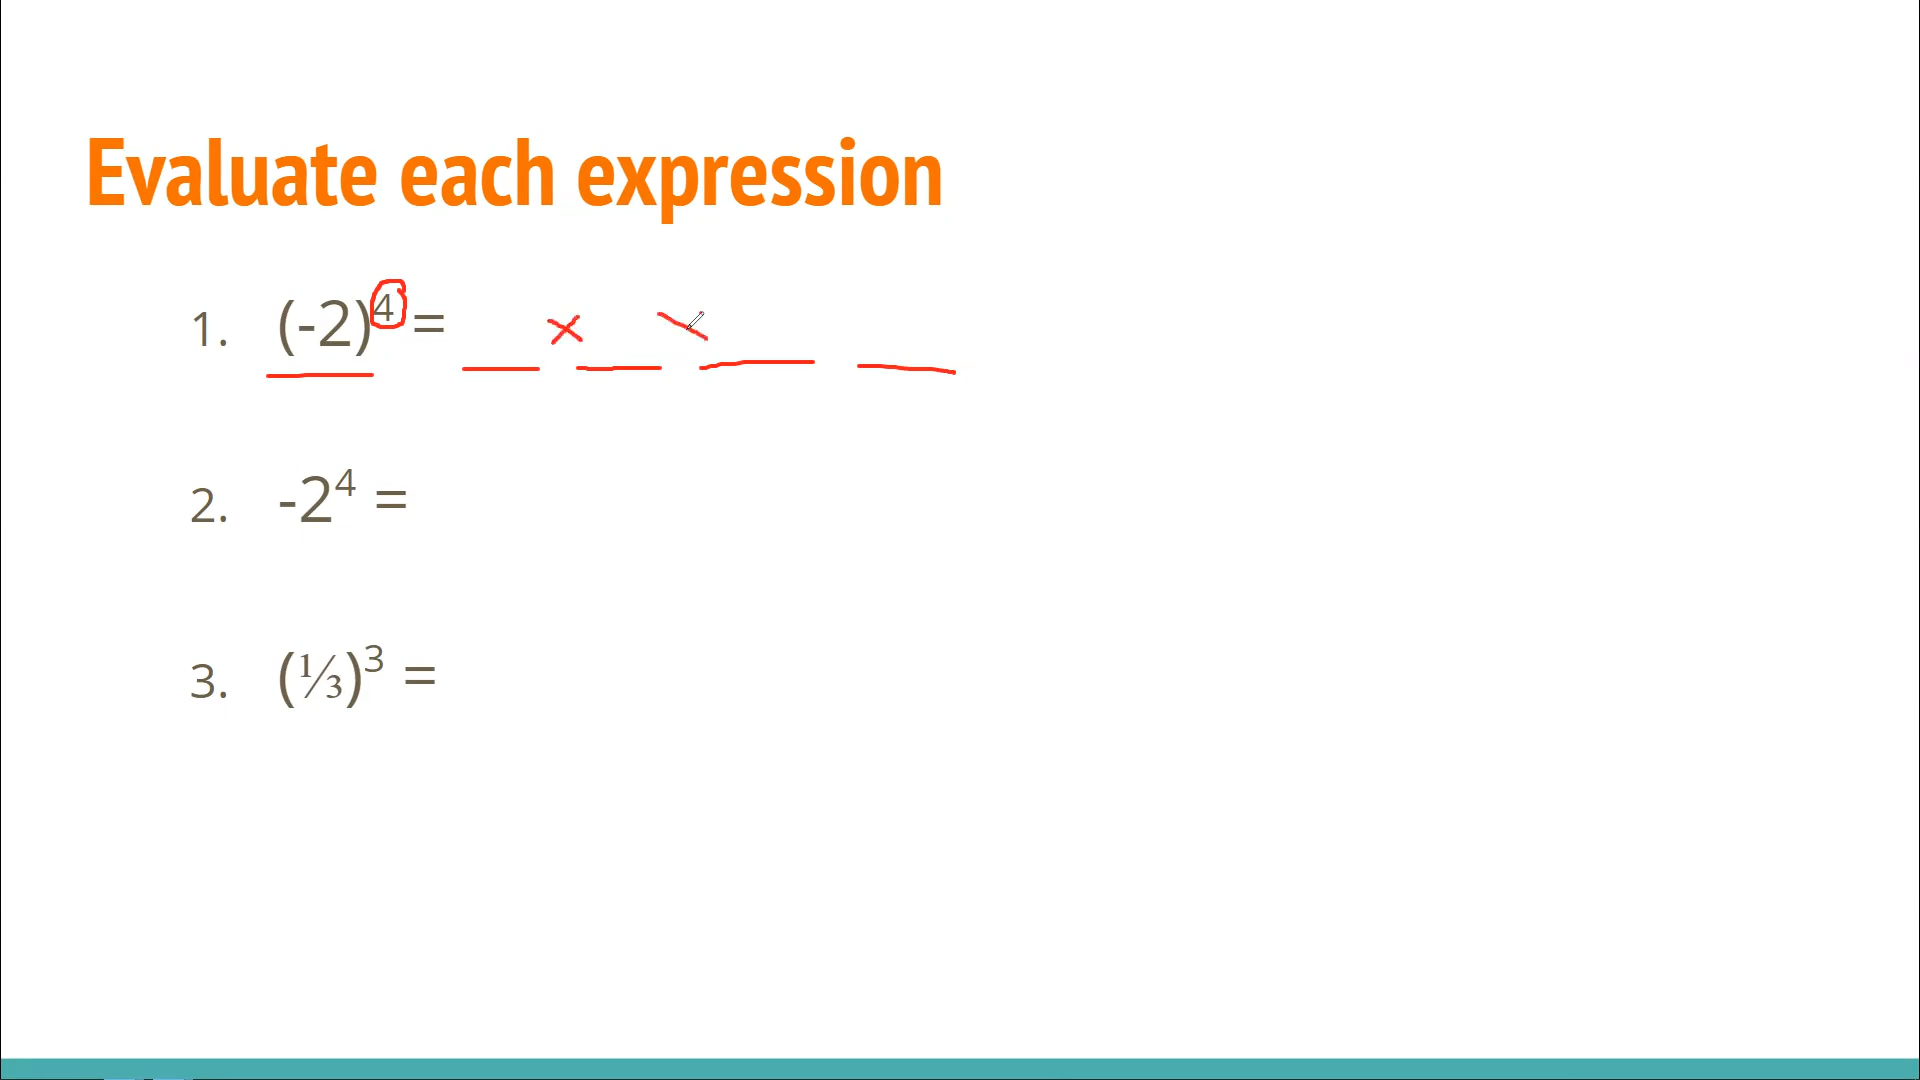 Evaluate each expression
1. (-2)⁴ = __ × __ __ __
2. -2⁴ =
3. (⅓)³ =